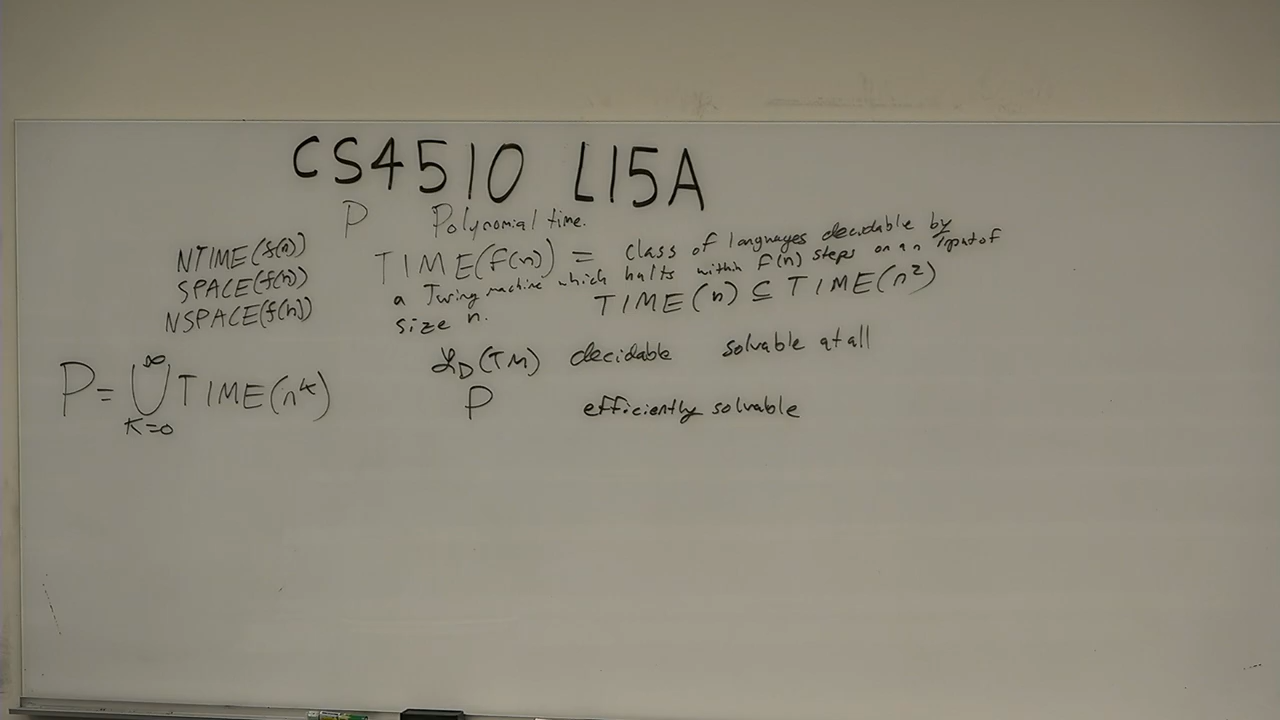 CS4510 L15A
P Polynomial time.
NTIME(f(n))
SPACE(f(n))
NSPACE(f(n))
TIME(f(n)) = class of languages decidable by
a Turing machine which halts within f(n) steps on an input of
size n.
TIME(n) ⊆ TIME(n²)
ℒ_D(TM) decidable solvable at all
P efficiently solvable
P = ⋃_{K=0}^{∞} TIME(n^k)